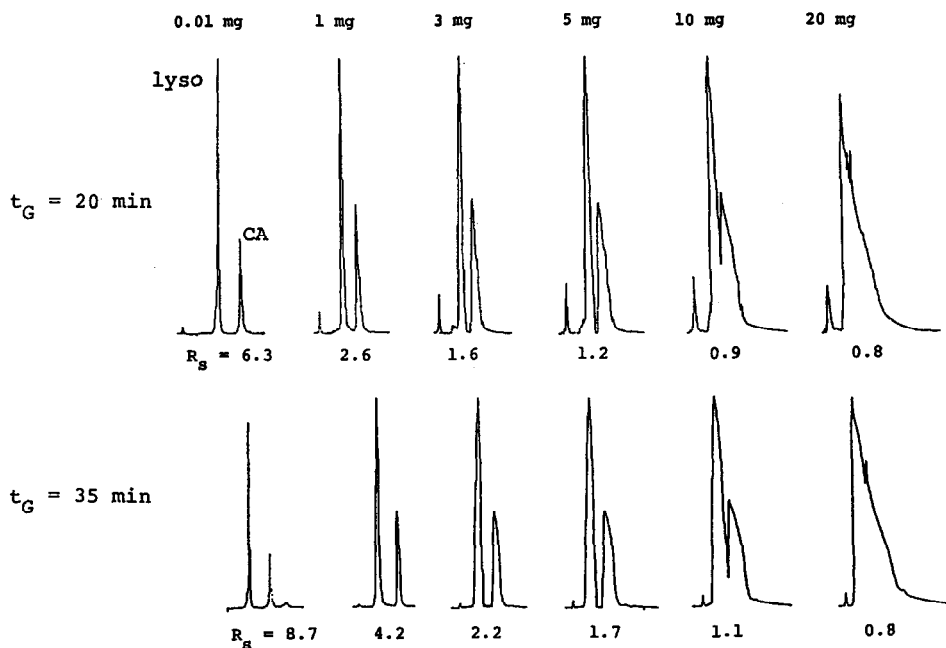 0.01 mg 1 mg 3 mg 5 mg 10 mg 20 mg
lyso
t_G = 20 min
CA
R_s = 6.3 2.6 1.6 1.2 0.9 0.8
t_G = 35 min
R_s = 8.7 4.2 2.2 1.7 1.1 0.8